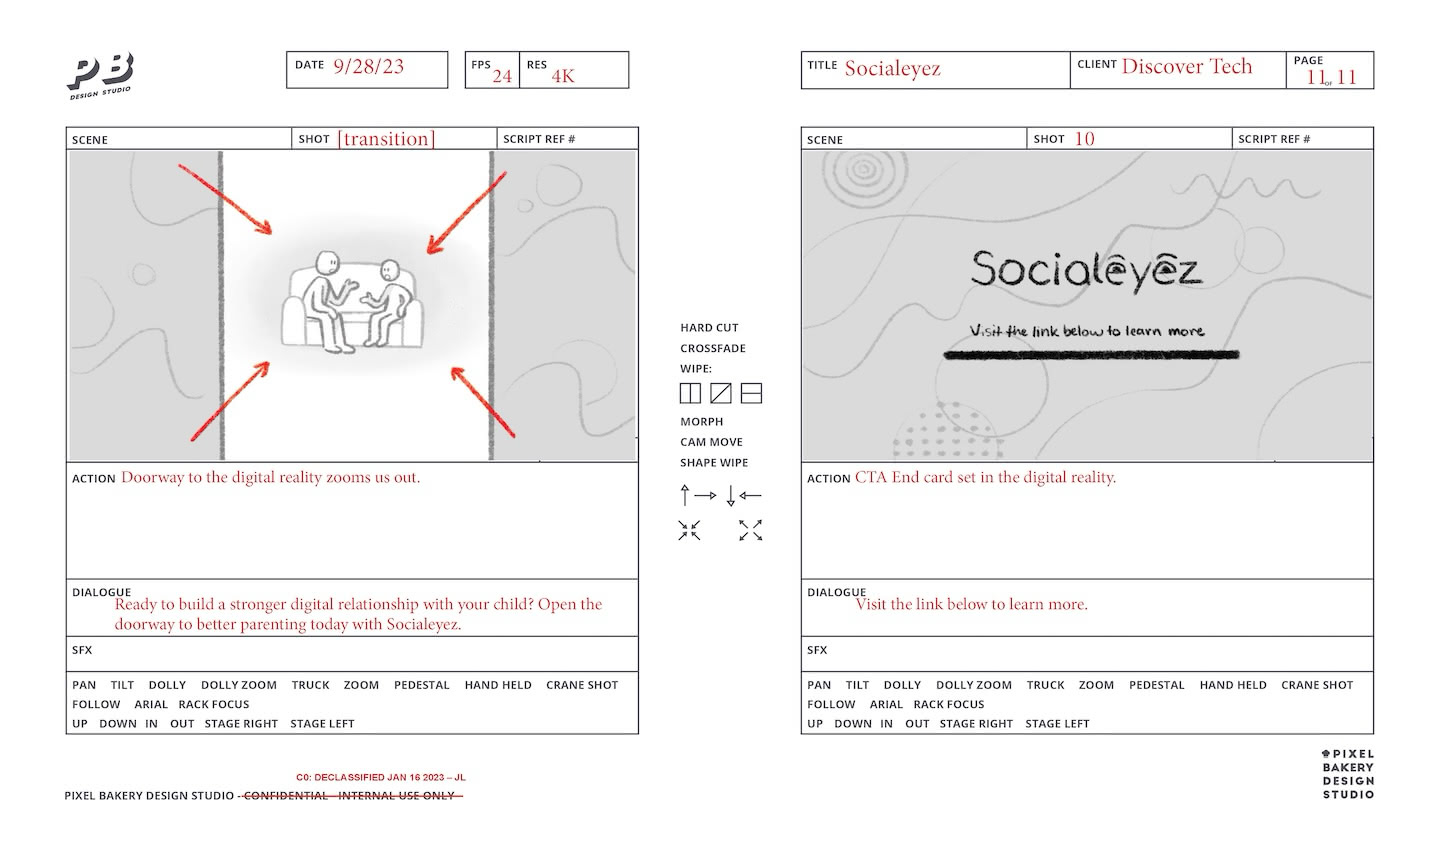 PB
DESIGN STUDIO
DATE 9/28/23
FPS 24
RES 4K
TITLE Socialeyez
CLIENT Discover Tech
PAGE 11 of 11
SCENE
SHOT [transition]
SCRIPT REF #
ACTION Doorway to the digital reality zooms us out.
DIALOGUE
Ready to build a stronger digital relationship with your child? Open the
doorway to better parenting today with Socialeyez.
SFX
PAN TILT DOLLY DOLLY ZOOM TRUCK ZOOM PEDESTAL HAND HELD CRANE SHOT
FOLLOW ARIAL RACK FOCUS
UP DOWN IN OUT STAGE RIGHT STAGE LEFT
HARD CUT
CROSSFADE
WIPE:
MORPH
CAM MOVE
SHAPE WIPE
SCENE
SHOT 10
SCRIPT REF #
Socialêyêz
Visit the link below to learn more
ACTION CTA End card set in the digital reality.
DIALOGUE
Visit the link below to learn more.
SFX
PAN TILT DOLLY DOLLY ZOOM TRUCK ZOOM PEDESTAL HAND HELD CRANE SHOT
FOLLOW ARIAL RACK FOCUS
UP DOWN IN OUT STAGE RIGHT STAGE LEFT
C0: DECLASSIFIED JAN 16 2023 – JL
PIXEL BAKERY DESIGN STUDIO - CONFIDENTIAL - INTERNAL USE ONLY -
PIXEL
BAKERY
DESIGN
STUDIO